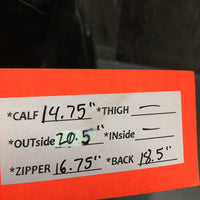 *CALF 14.75" *THIGH —
*OUTside 20.5" *INside —
*ZIPPER 16.75" *BACK 18.5"